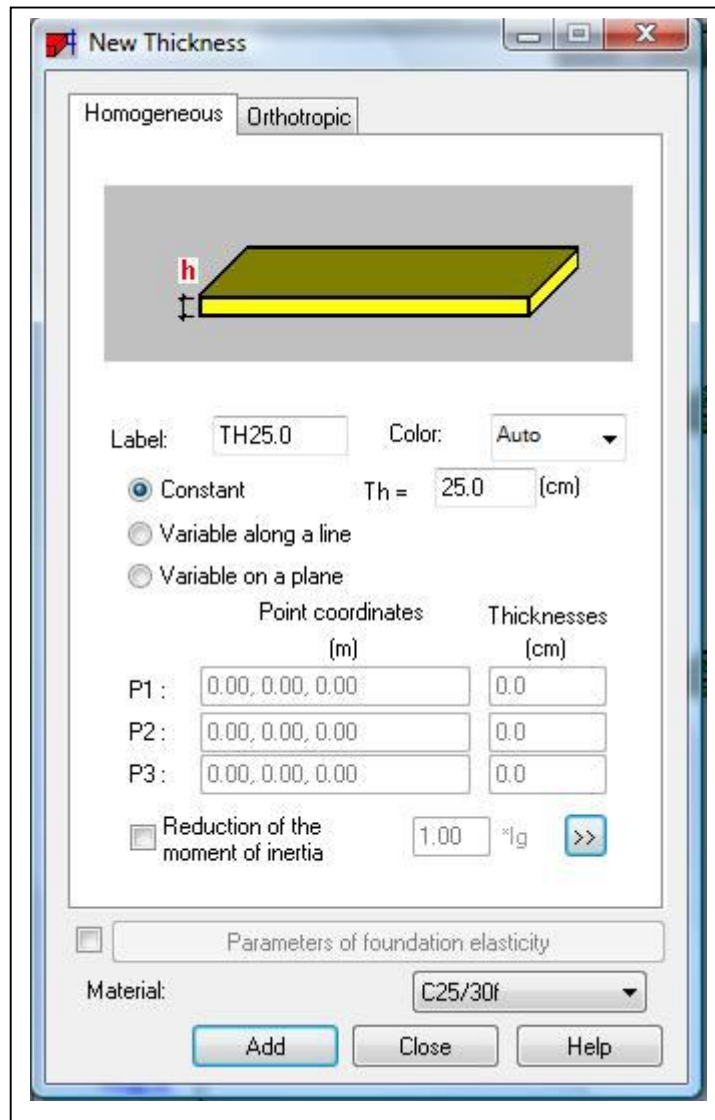 New Thickness
Homogeneous Orthotropic
h
Label: TH25.0 Color: Auto
Constant Th = 25.0 (cm)
Variable along a line
Variable on a plane
Point coordinates Thicknesses
(m) (cm)
P1 : 0.00, 0.00, 0.00 0.0
P2 : 0.00, 0.00, 0.00 0.0
P3 : 0.00, 0.00, 0.00 0.0
Reduction of the
moment of inertia 1.00 *Ig >>
Parameters of foundation elasticity
Material: C25/30f
Add Close Help